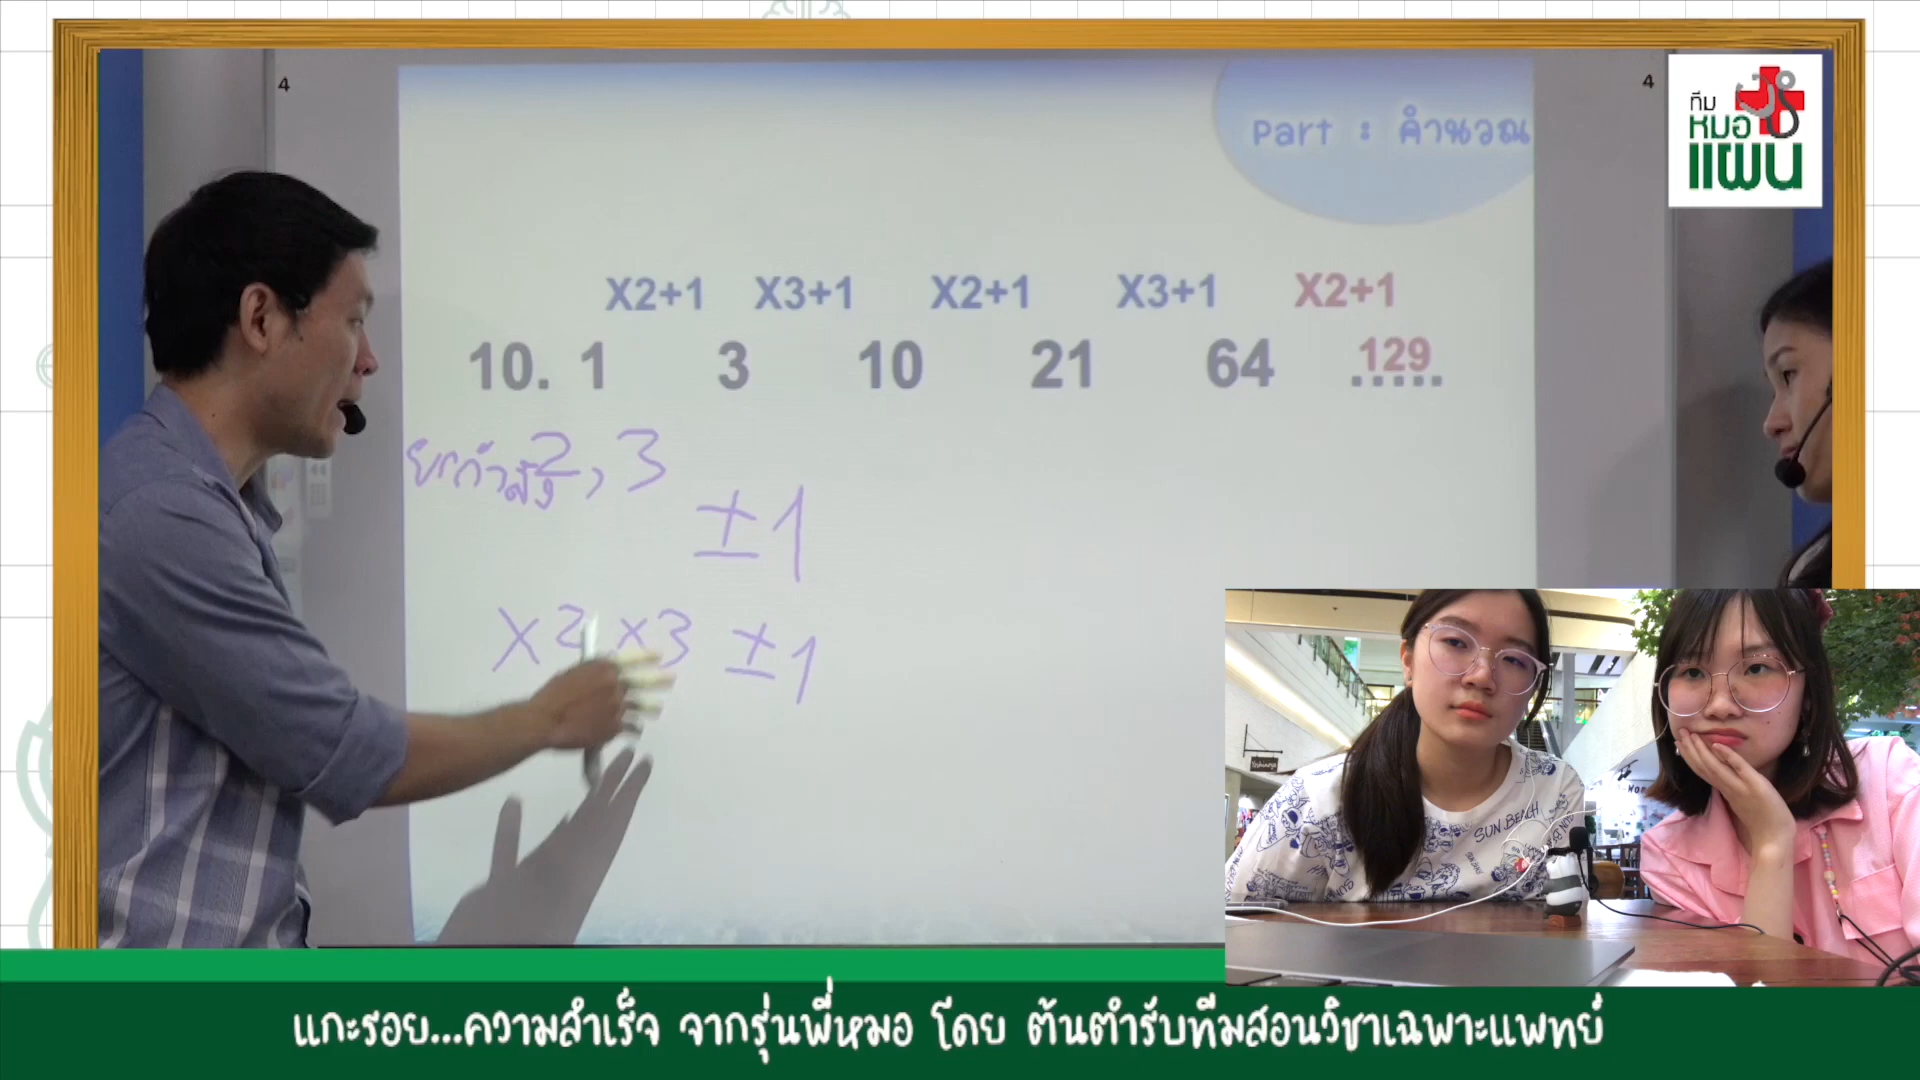 4
4
ทีม
หมอ
แผน
Part : คำนวณ
X2+1 X3+1 X2+1 X3+1 X2+1
10. 1 3 10 21 64 129
.....
ยกกำลัง 2, 3
±1
×2 ×3 ±1
Yoshinoya
SUN BEACH
แกะรอย...ความสำเร็จ จากรุ่นพี่หมอ โดย ต้นตำรับทีมสอนวิชาเฉพาะแพทย์